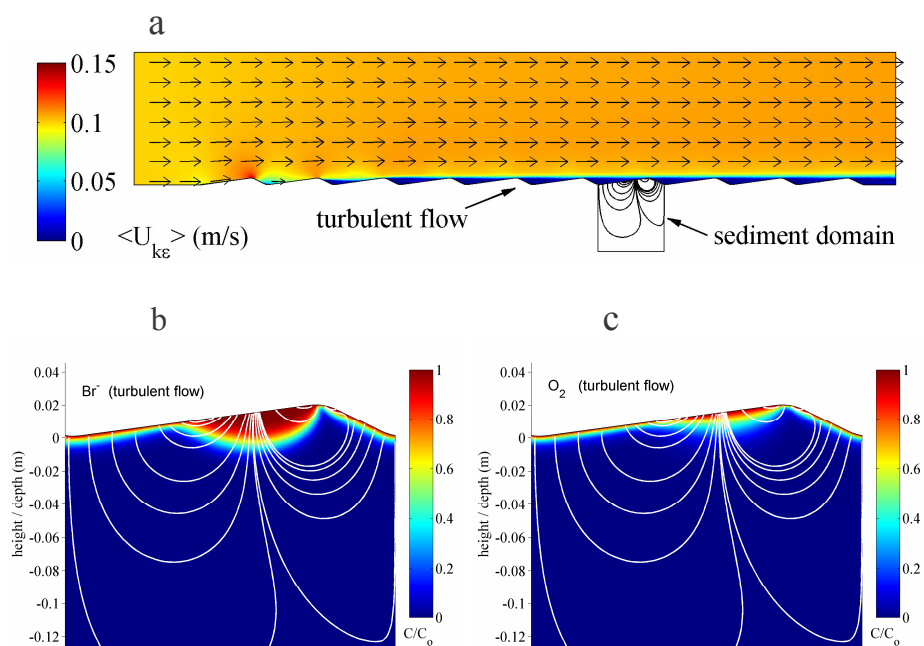 a
0.15
0.1
0.05
0
<U_kε> (m/s)
turbulent flow
sediment domain
b
Br⁻ (turbulent flow)
height / depth (m)
0.04
0.02
0
-0.02
-0.04
-0.06
-0.08
-0.1
-0.12
1
0.8
0.6
0.4
0.2
0
C/C_o
c
O₂ (turbulent flow)
height / depth (m)
0.04
0.02
0
-0.02
-0.04
-0.06
-0.08
-0.1
-0.12
1
0.8
0.6
0.4
0.2
0
C/C_o